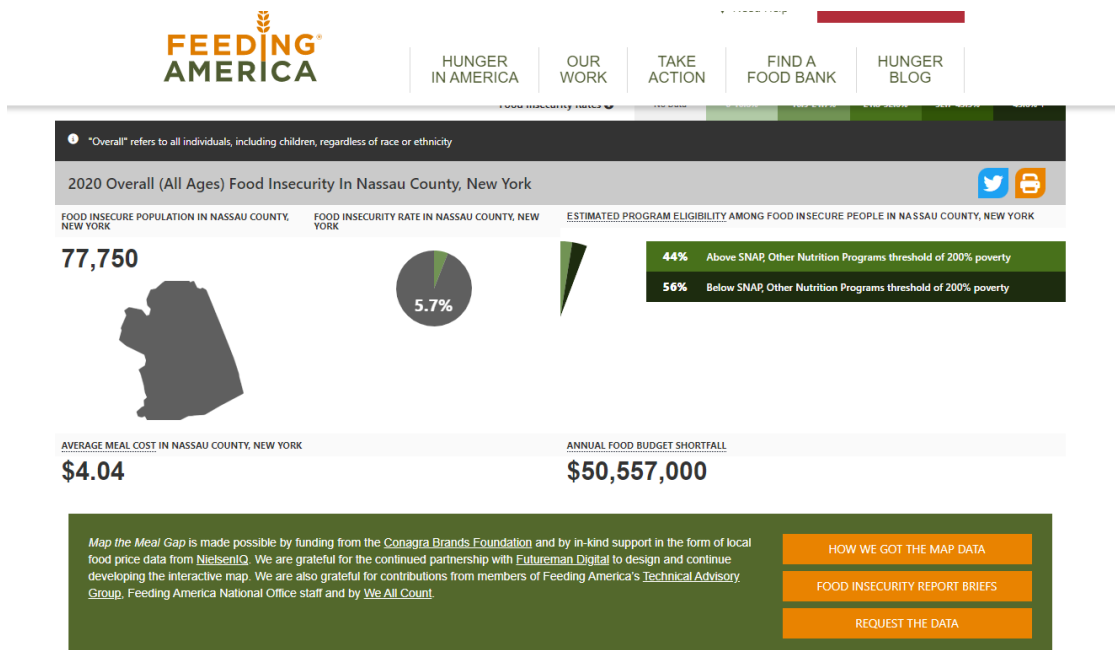 FEEDING
AMERICA
HUNGER
IN AMERICA
OUR
WORK
TAKE
ACTION
FIND A
FOOD BANK
HUNGER
BLOG
"Overall" refers to all individuals, including children, regardless of race or ethnicity
2020 Overall (All Ages) Food Insecurity In Nassau County, New York
FOOD INSECURE POPULATION IN NASSAU COUNTY,
NEW YORK
77,750
FOOD INSECURITY RATE IN NASSAU COUNTY, NEW
YORK
5.7%
ESTIMATED PROGRAM ELIGIBILITY AMONG FOOD INSECURE PEOPLE IN NASSAU COUNTY, NEW YORK
44% Above SNAP, Other Nutrition Programs threshold of 200% poverty
56% Below SNAP, Other Nutrition Programs threshold of 200% poverty
AVERAGE MEAL COST IN NASSAU COUNTY, NEW YORK
$4.04
ANNUAL FOOD BUDGET SHORTFALL
$50,557,000
Map the Meal Gap is made possible by funding from the Conagra Brands Foundation and by in-kind support in the form of local
food price data from NielsenIQ. We are grateful for the continued partnership with Futureman Digital to design and continue
developing the interactive map. We are also grateful for contributions from members of Feeding America's Technical Advisory
Group, Feeding America National Office staff and by We All Count.
HOW WE GOT THE MAP DATA
FOOD INSECURITY REPORT BRIEFS
REQUEST THE DATA